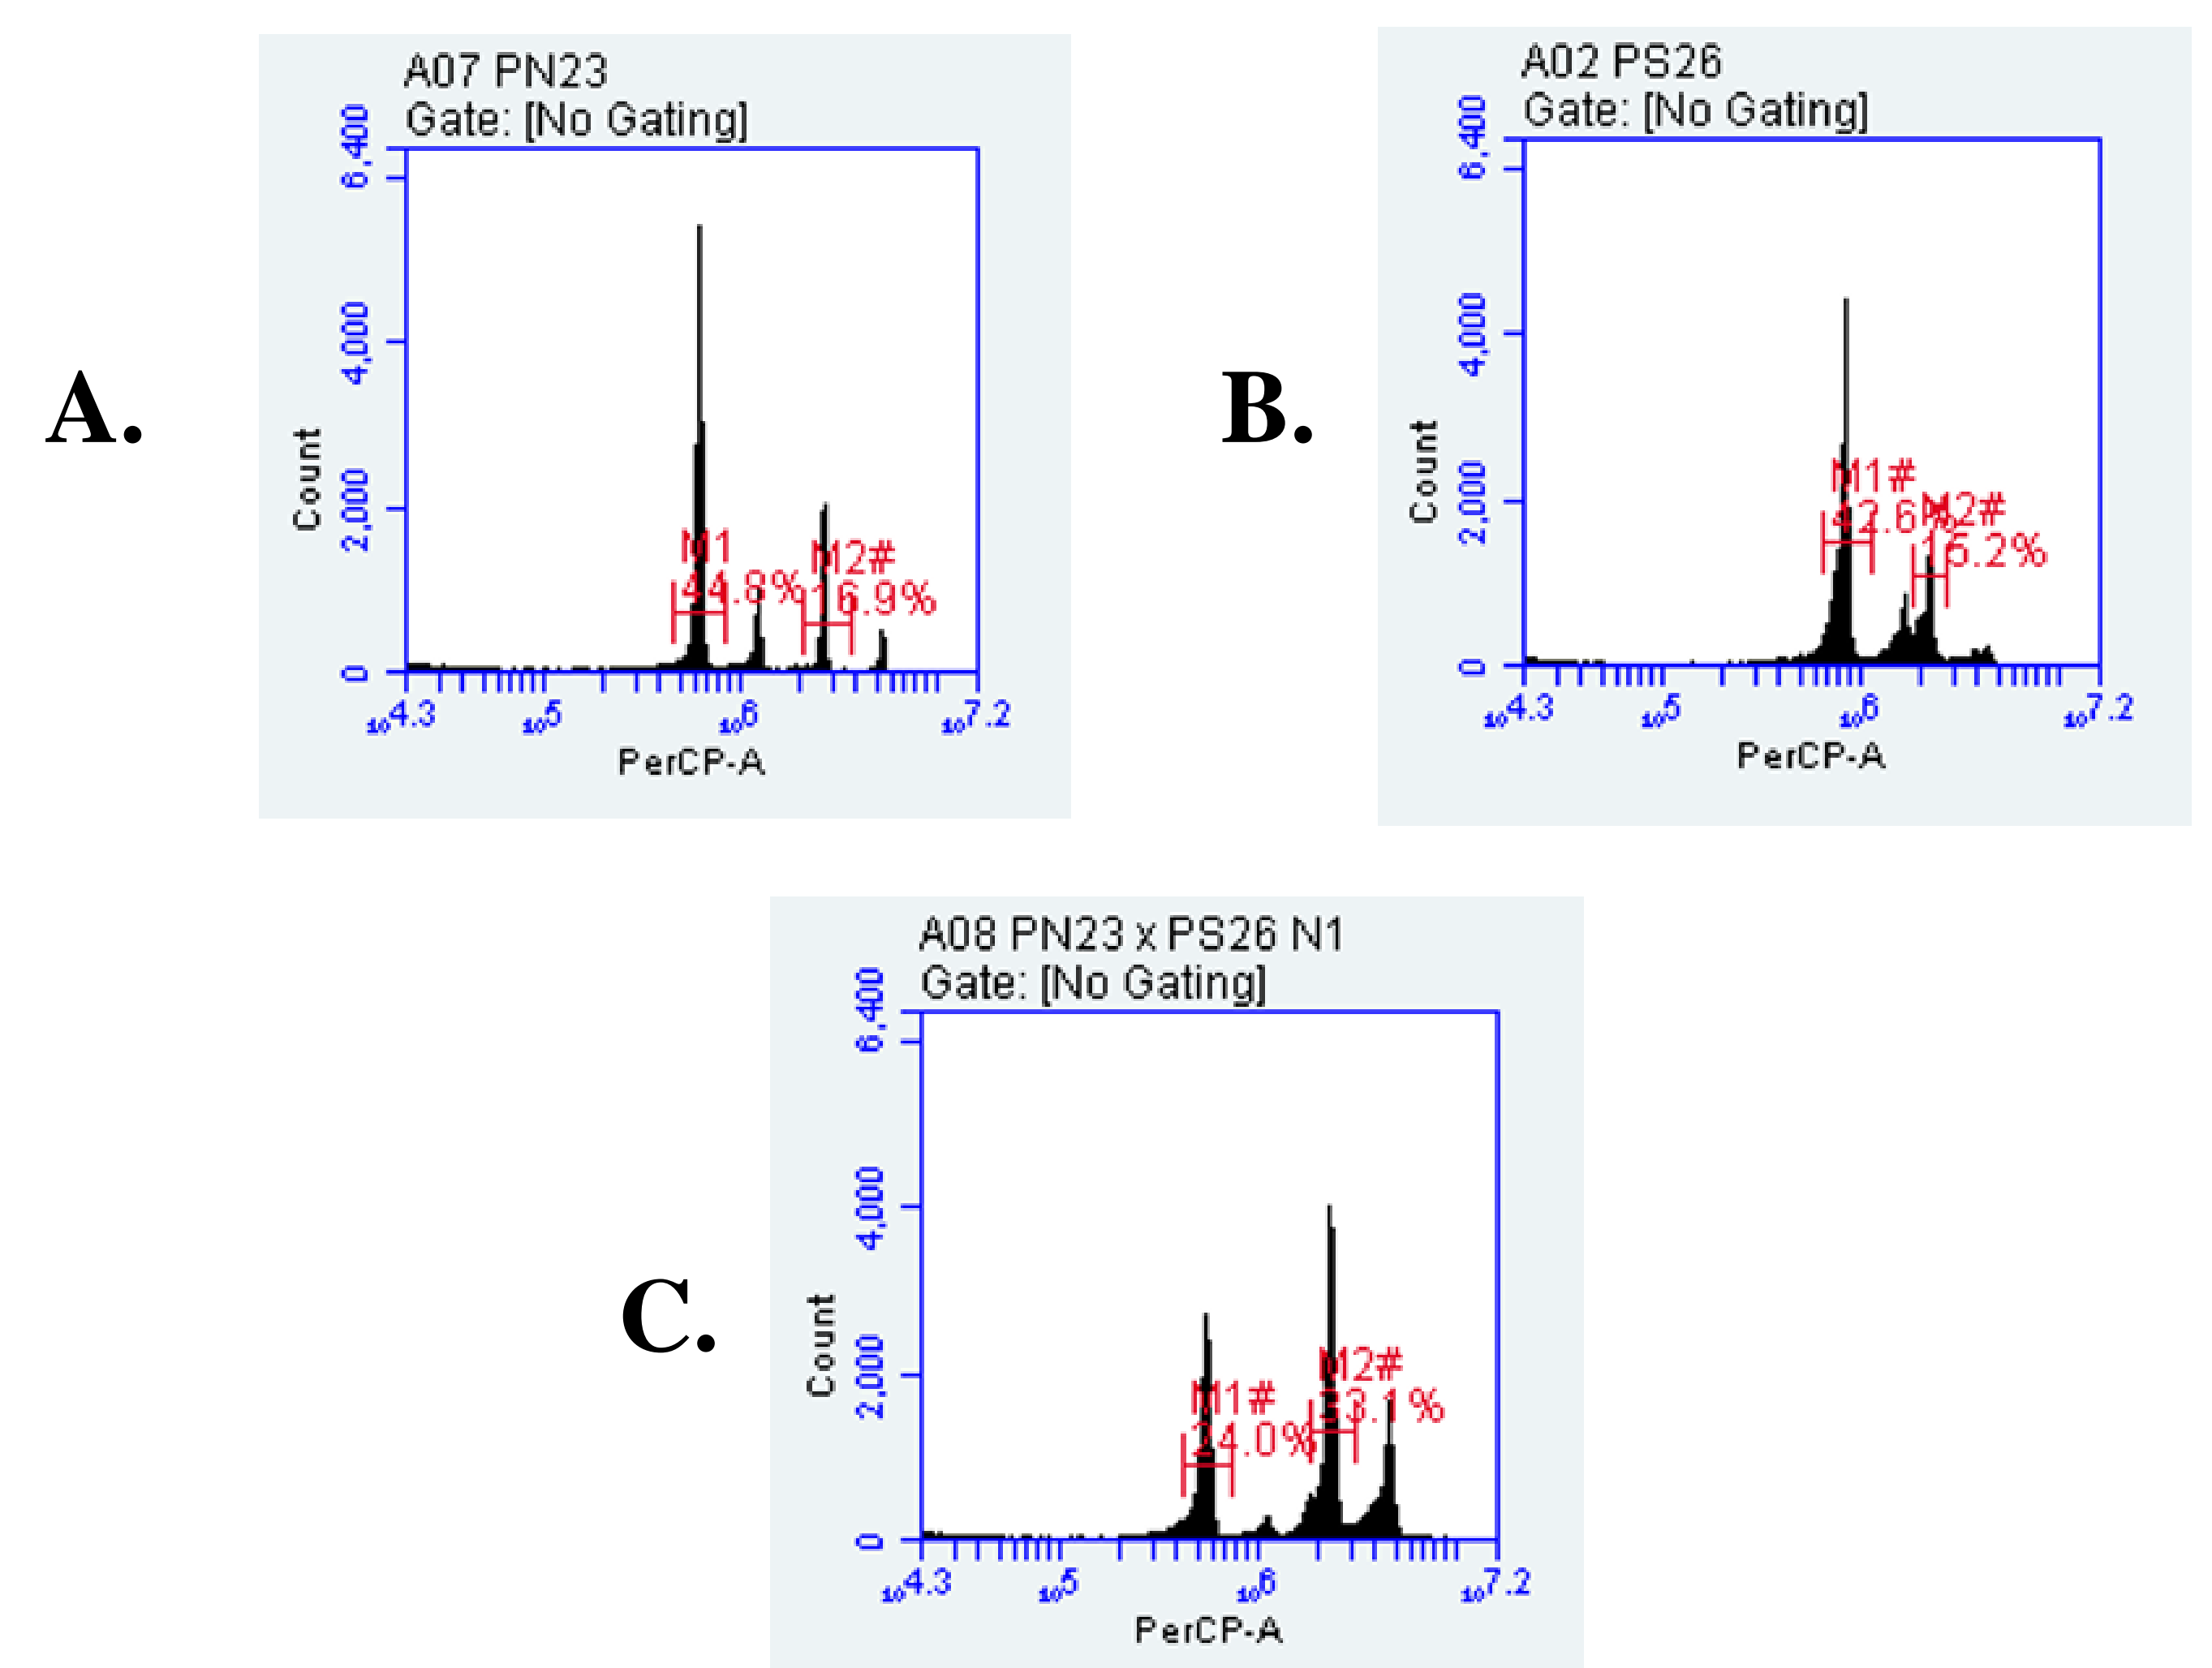 A.
A07 PN23
Gate: [No Gating]
6,400
4,000
2,000
0
Count
M1
44.8%
M2#
16.9%
10^4.3
10^5
10^6
10^7.2
PerCP-A
B.
A02 PS26
Gate: [No Gating]
6,400
4,000
2,000
0
Count
M1#
42.6%
M2#
15.2%
10^4.3
10^5
10^6
10^7.2
PerCP-A
C.
A08 PN23 x PS26 N1
Gate: [No Gating]
6,400
4,000
2,000
0
Count
M1#
24.0%
M2#
33.1%
10^4.3
10^5
10^6
10^7.2
PerCP-A